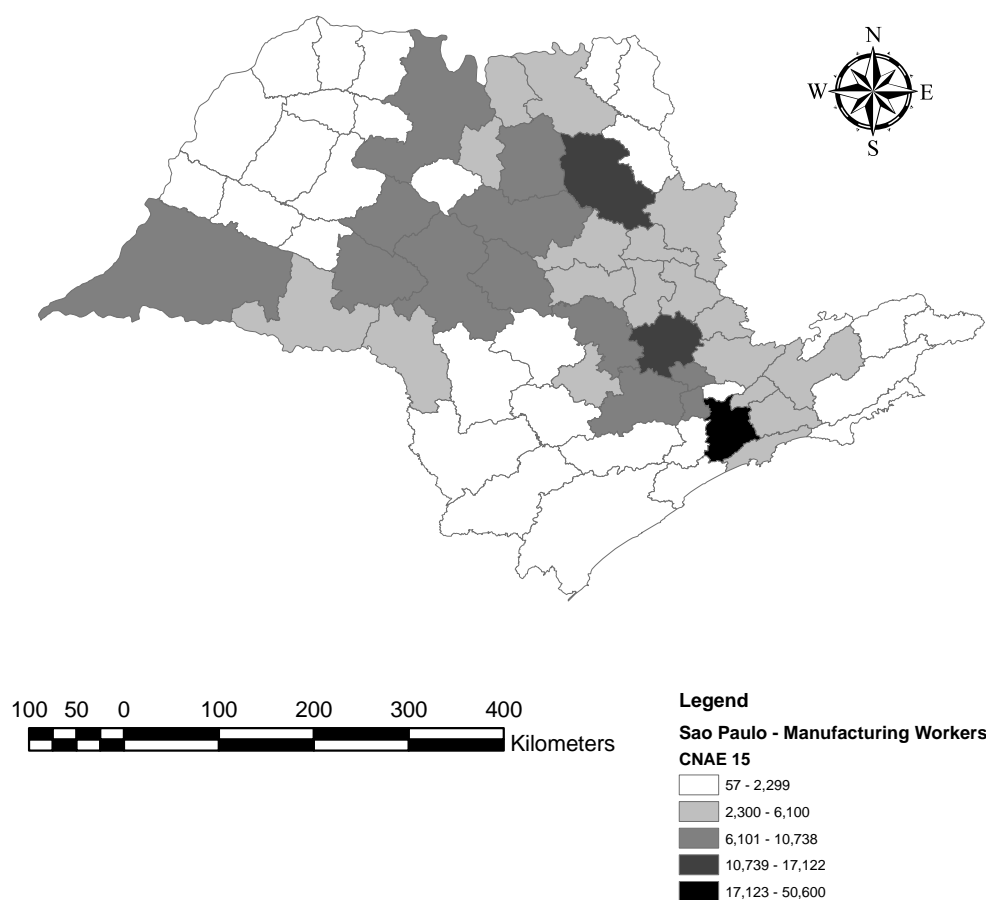 N
W E
S
100 50 0 100 200 300 400
Kilometers
Legend
Sao Paulo - Manufacturing Workers
CNAE 15
57 - 2,299
2,300 - 6,100
6,101 - 10,738
10,739 - 17,122
17,123 - 50,600